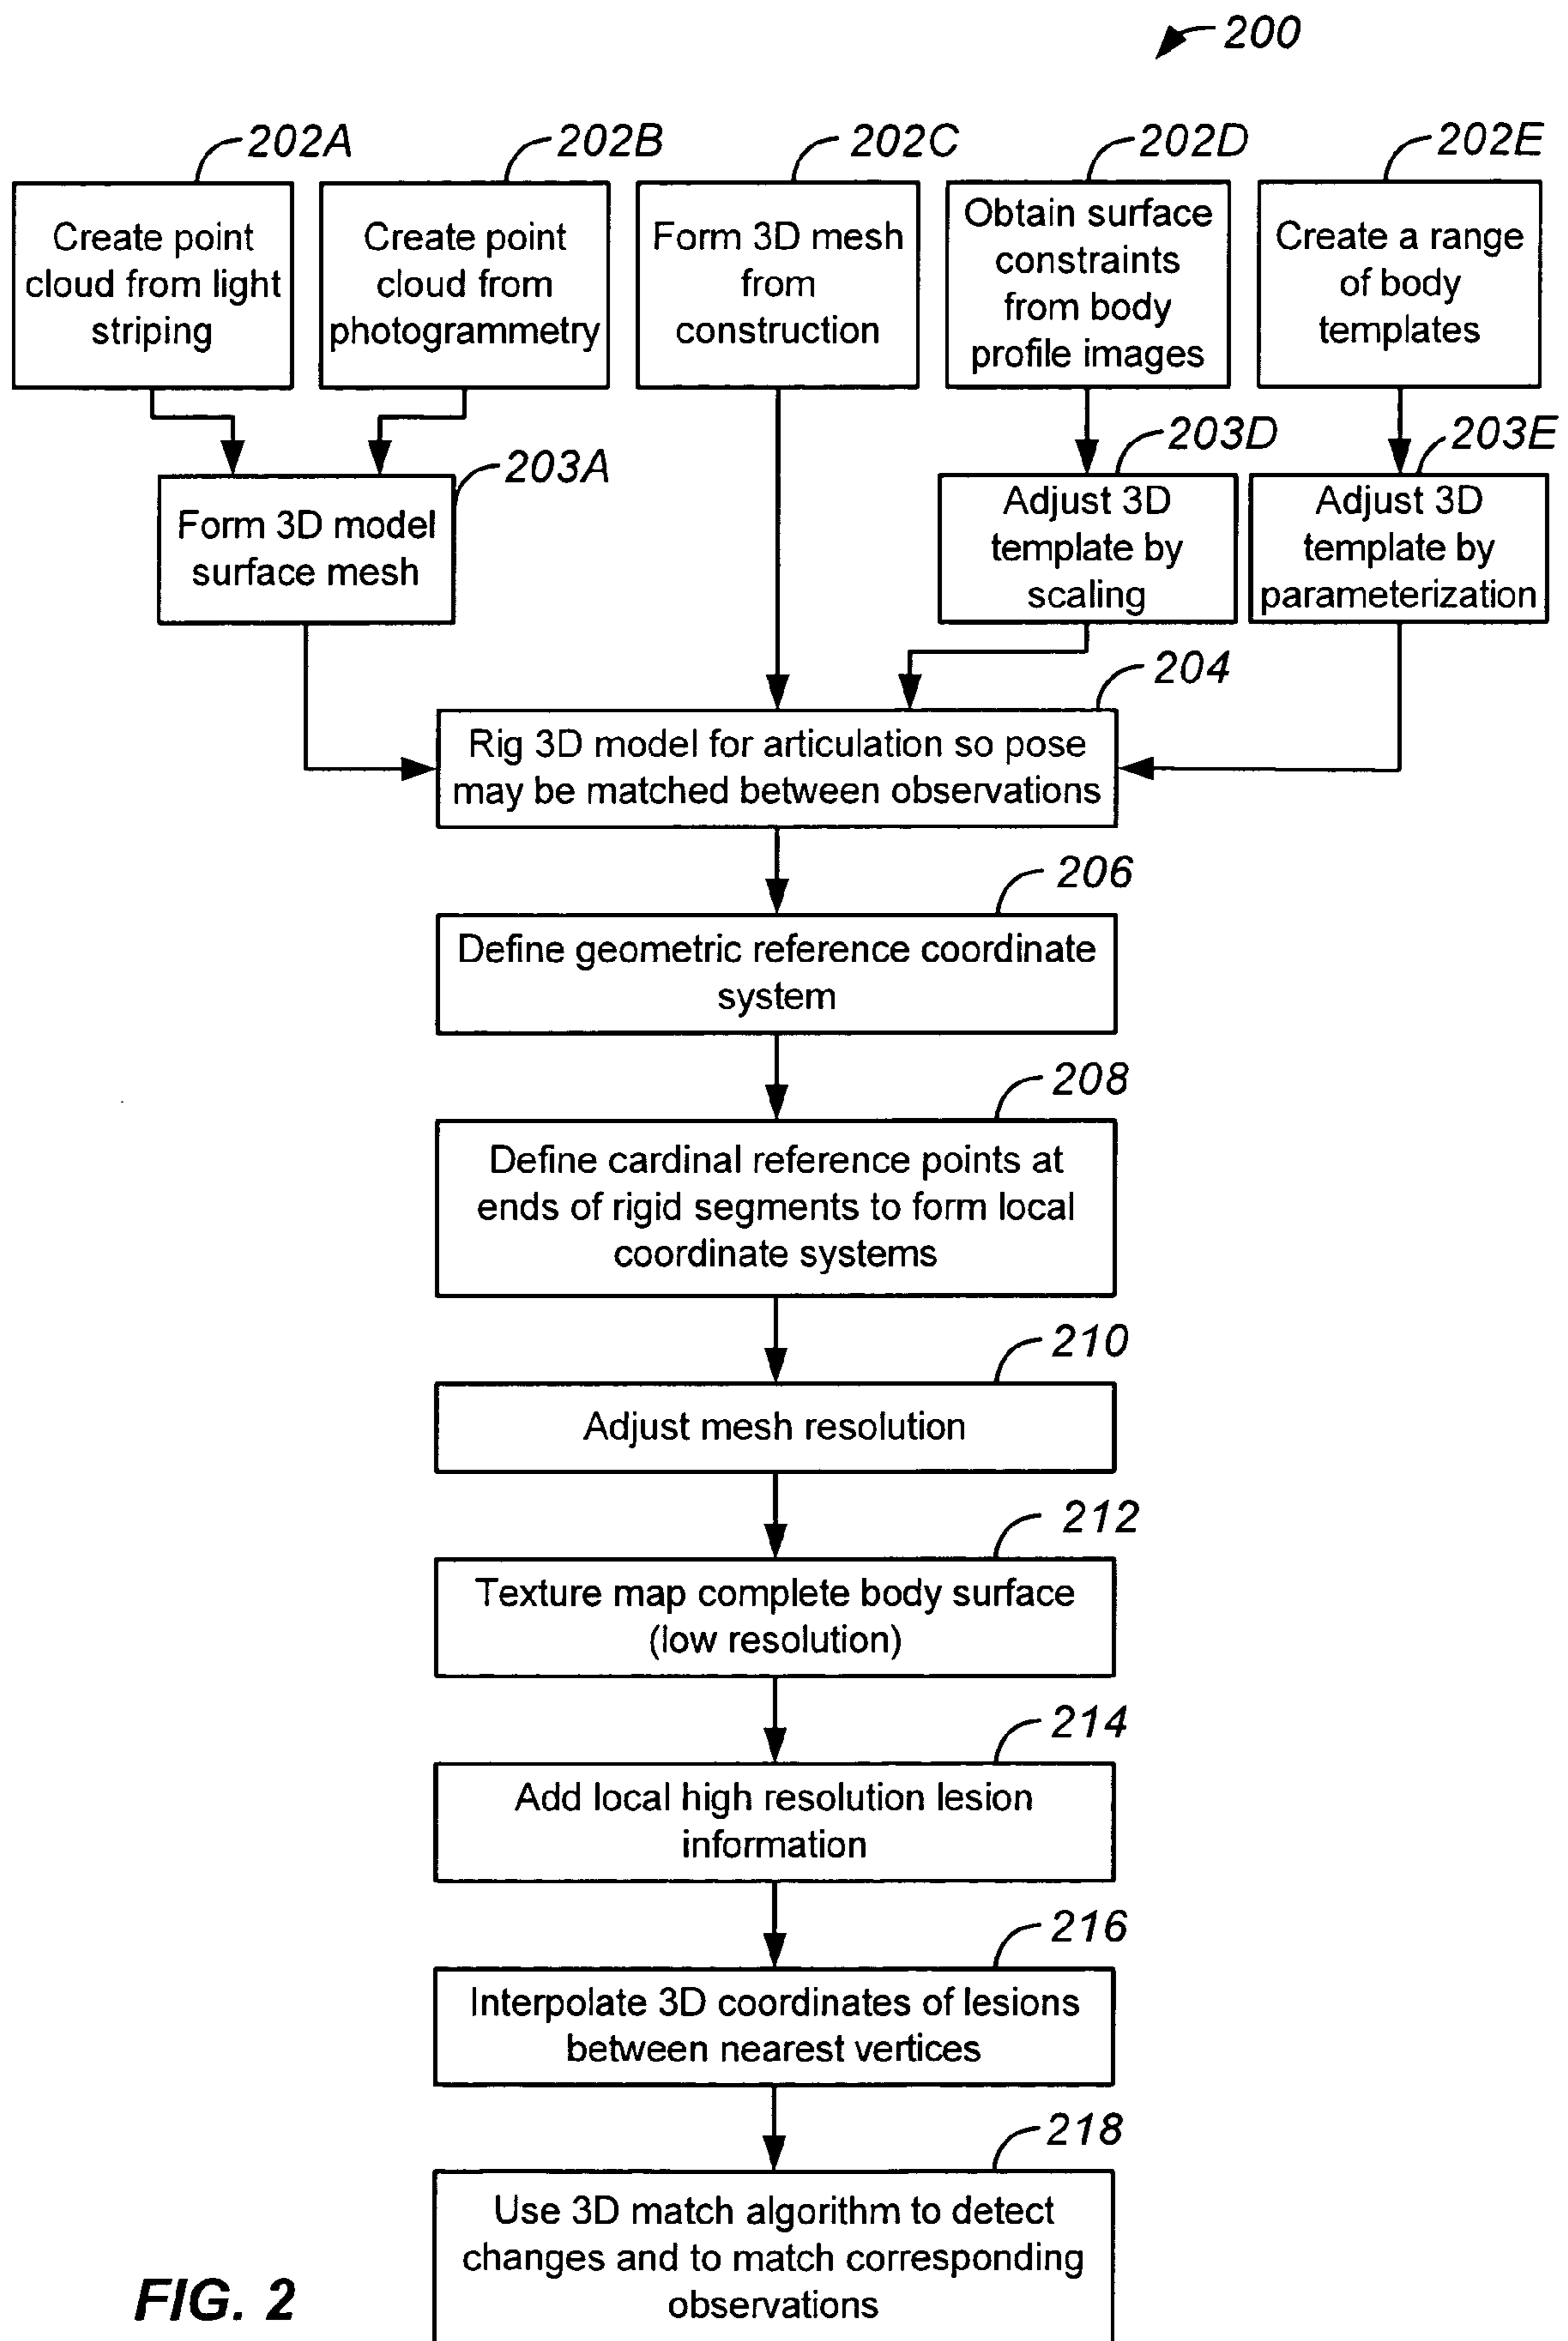 200
202A
202B
202C
202D
202E
Create point
cloud from light
striping
Create point
cloud from
photogrammetry
Form 3D mesh
from
construction
Obtain surface
constraints
from body
profile images
Create a range
of body
templates
203A
203D
203E
Form 3D model
surface mesh
Adjust 3D
template by
scaling
Adjust 3D
template by
parameterization
204
Rig 3D model for articulation so pose
may be matched between observations
206
Define geometric reference coordinate
system
208
Define cardinal reference points at
ends of rigid segments to form local
coordinate systems
210
Adjust mesh resolution
212
Texture map complete body surface
(low resolution)
214
Add local high resolution lesion
information
216
Interpolate 3D coordinates of lesions
between nearest vertices
218
Use 3D match algorithm to detect
changes and to match corresponding
observations
FIG. 2